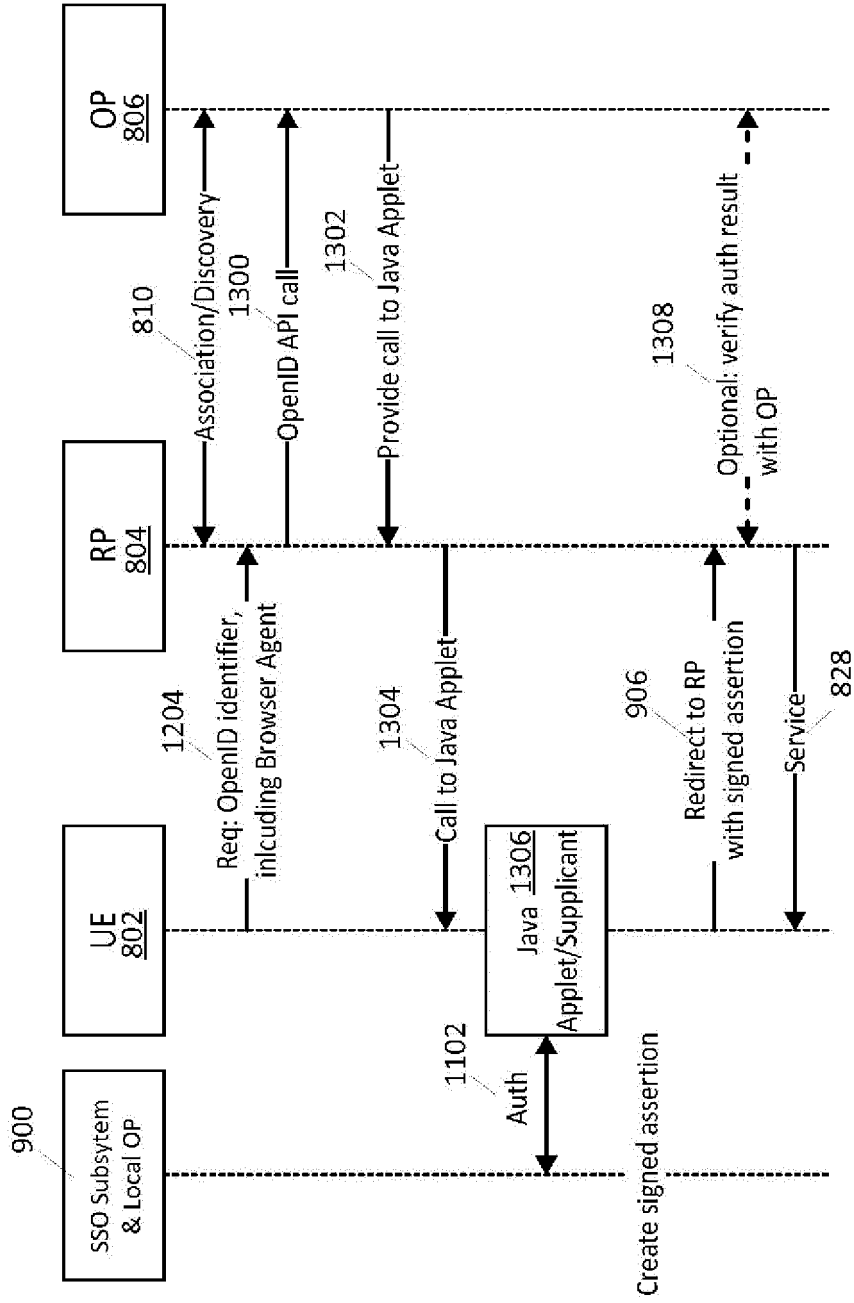 900
SSO Subsytem
& Local OP
UE
802
RP
804
OP
806
810
Association/Discovery
1204
Req: OpenID identifier,
inlcuding Browser Agent
1300
OpenID API call
1302
Provide call to Java Applet
1304
Call to Java Applet
1102
Auth
Java 1306
Applet/Supplicant
Create signed assertion
906
Redirect to RP
with signed assertion
1308
Optional: verify auth result
with OP
Service
828